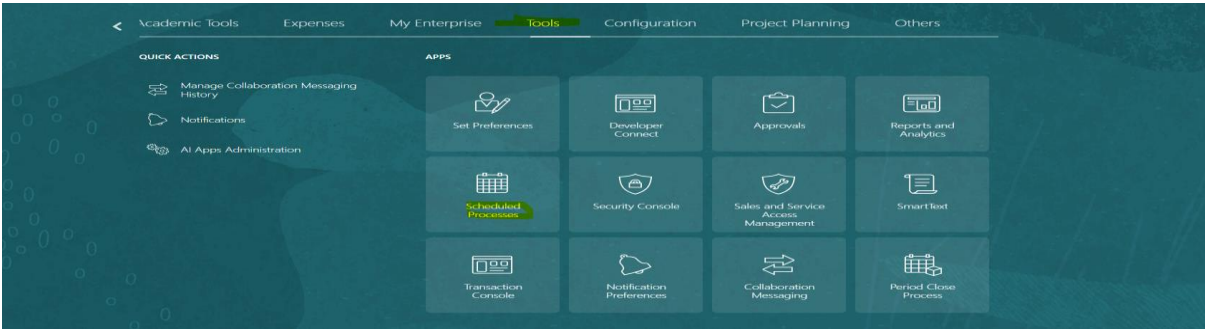 Academic Tools Expenses My Enterprise Tools Configuration Project Planning Others
QUICK ACTIONS
Manage Collaboration Messaging
History
Notifications
AI Apps Administration
APPS
Set Preferences
Developer
Connect
Approvals
Reports and
Analytics
Scheduled
Processes
Security Console
Sales and Service
Access
Management
SmartText
Transaction
Console
Notification
Preferences
Collaboration
Messaging
Period Close
Process